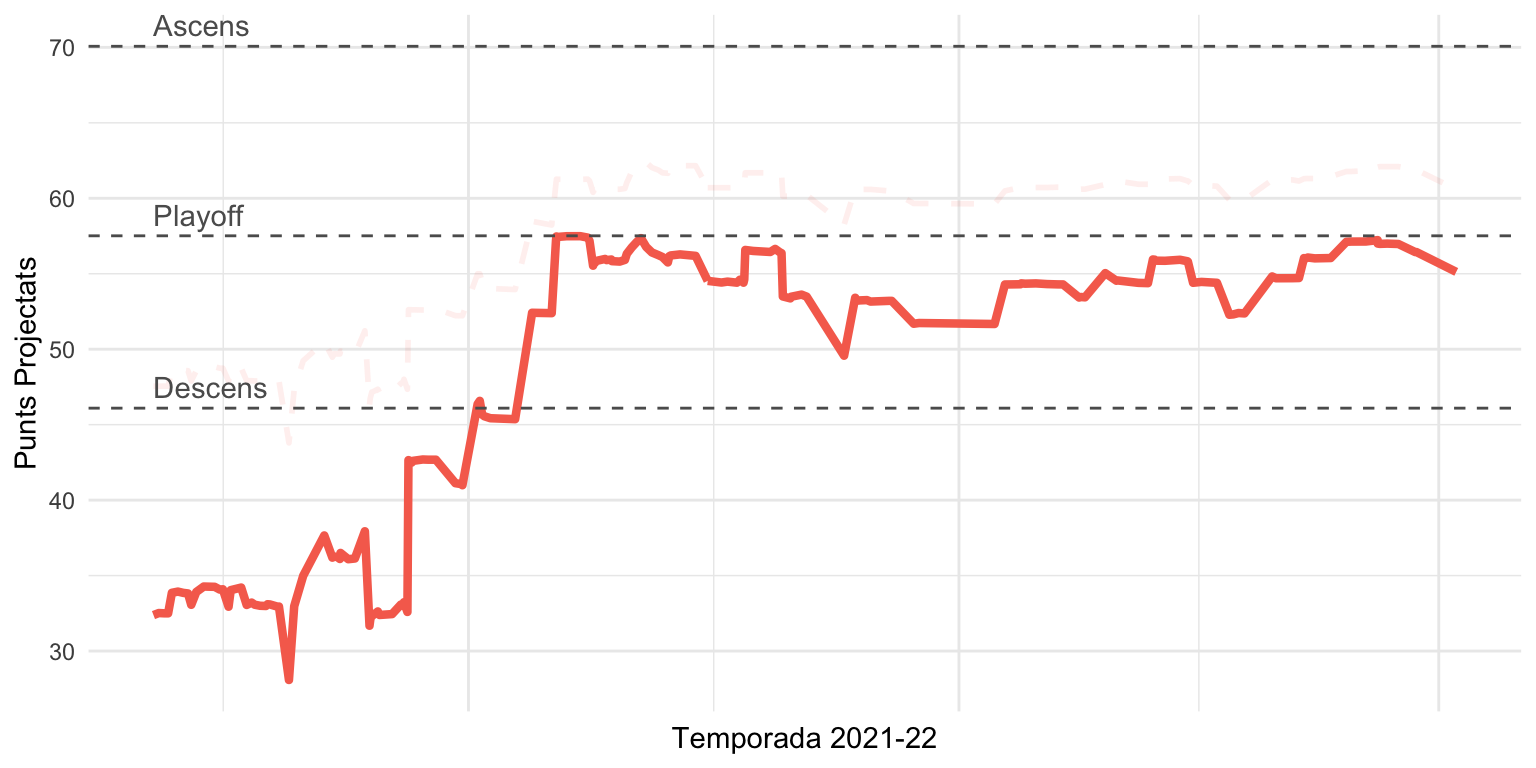 Ascens
70
60
Playoff
50
Descens
40
30
Punts Projectats
Temporada 2021-22